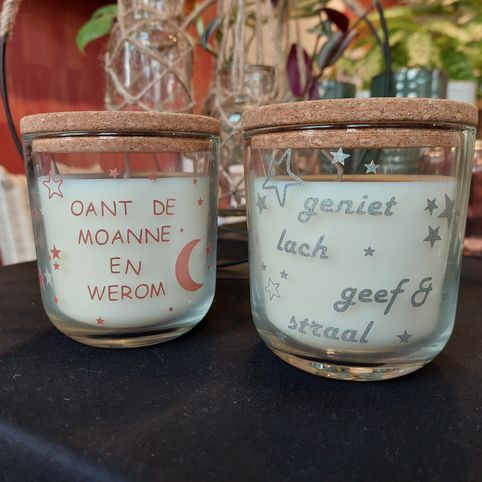 OANT DE
MOANNE
EN
WEROM
geniet
lach
geef &
straal